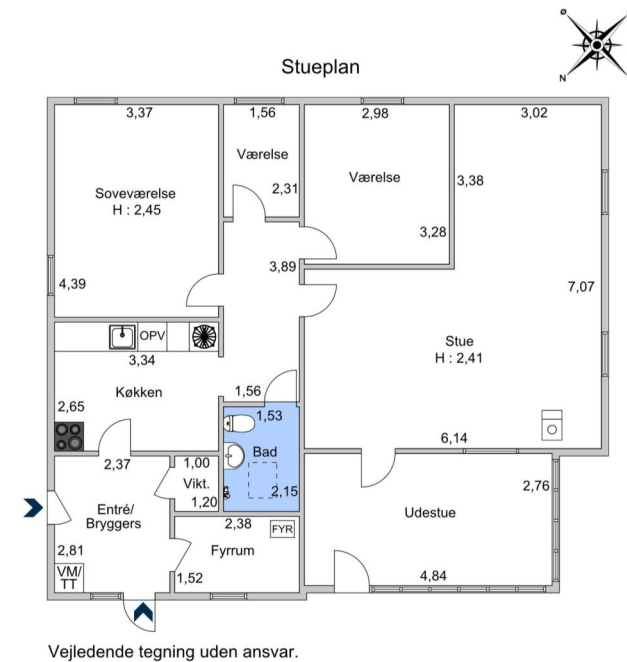 Ø
N
Stueplan
3,37
1,56
2,98
3,02
Værelse
Værelse
2,31
3,38
Soveværelse
H : 2,45
3,28
3,89
4,39
7,07
OPV
3,34
Stue
H : 2,41
Køkken
1,56
2,65
1,53
6,14
Bad
2,37
1,00
Vikt.
1,20
2,15
2,76
Entré/
Bryggers
Udestue
2,38
FYR
2,81
Fyrrum
VM/
TT
1,52
4,84
Vejledende tegning uden ansvar.